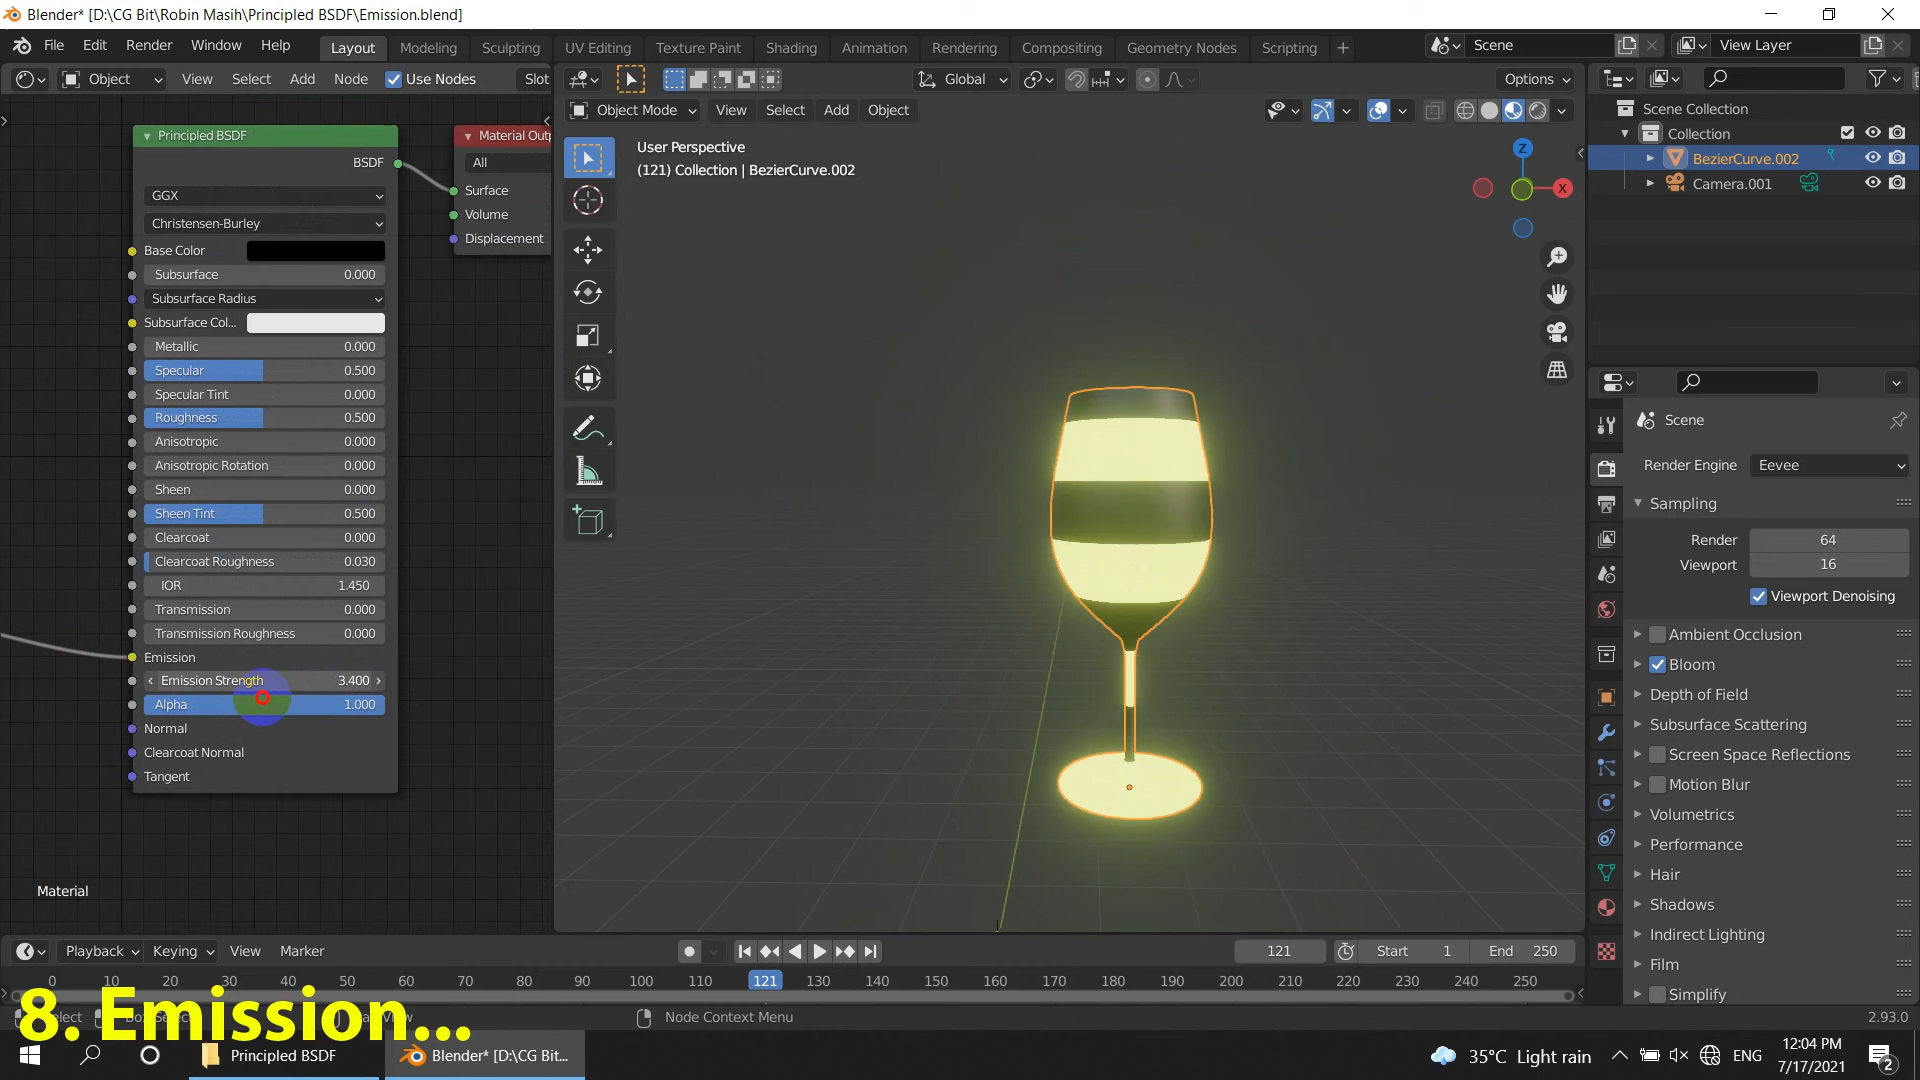 Blender* [D:\CG Bit\Robin Masih\Principled BSDF\Emission.blend]
File Edit Render Window Help Layout Modeling Sculpting UV Editing Texture Paint Shading Animation Rendering Compositing Geometry Nodes Scripting + Scene View Layer
Object View Select Add Node Use Nodes Slot Global Options
Object Mode View Select Add Object
Principled BSDF
BSDF
GGX
Christensen-Burley
Base Color
Subsurface 0.000
Subsurface Radius
Subsurface Col...
Metallic 0.000
Specular 0.500
Specular Tint 0.000
Roughness 0.500
Anisotropic 0.000
Anisotropic Rotation 0.000
Sheen 0.000
Sheen Tint 0.500
Clearcoat 0.000
Clearcoat Roughness 0.030
IOR 1.450
Transmission 0.000
Transmission Roughness 0.000
Emission
Emission Strength 3.400
Alpha 1.000
Normal
Clearcoat Normal
Tangent
Material
Material Outp
All
Surface
Volume
Displacement
User Perspective
(121) Collection | BezierCurve.002
Z
X
Scene Collection
Collection
BezierCurve.002
Camera.001
Scene
Render Engine Eevee
Sampling
Render 64
Viewport 16
Viewport Denoising
Ambient Occlusion
Bloom
Depth of Field
Subsurface Scattering
Screen Space Reflections
Motion Blur
Volumetrics
Performance
Hair
Shadows
Indirect Lighting
Film
Simplify
Playback Keying View Marker 121 Start 1 End 250
0 10 20 30 40 50 60 70 80 90 100 110 121 130 140 150 160 170 180 190 200 210 220 230 240 250
8. Emission...
Node Context Menu 2.93.0
Principled BSDF Blender* [D:\CG Bit... 35°C Light rain ENG 12:04 PM
7/17/2021 2